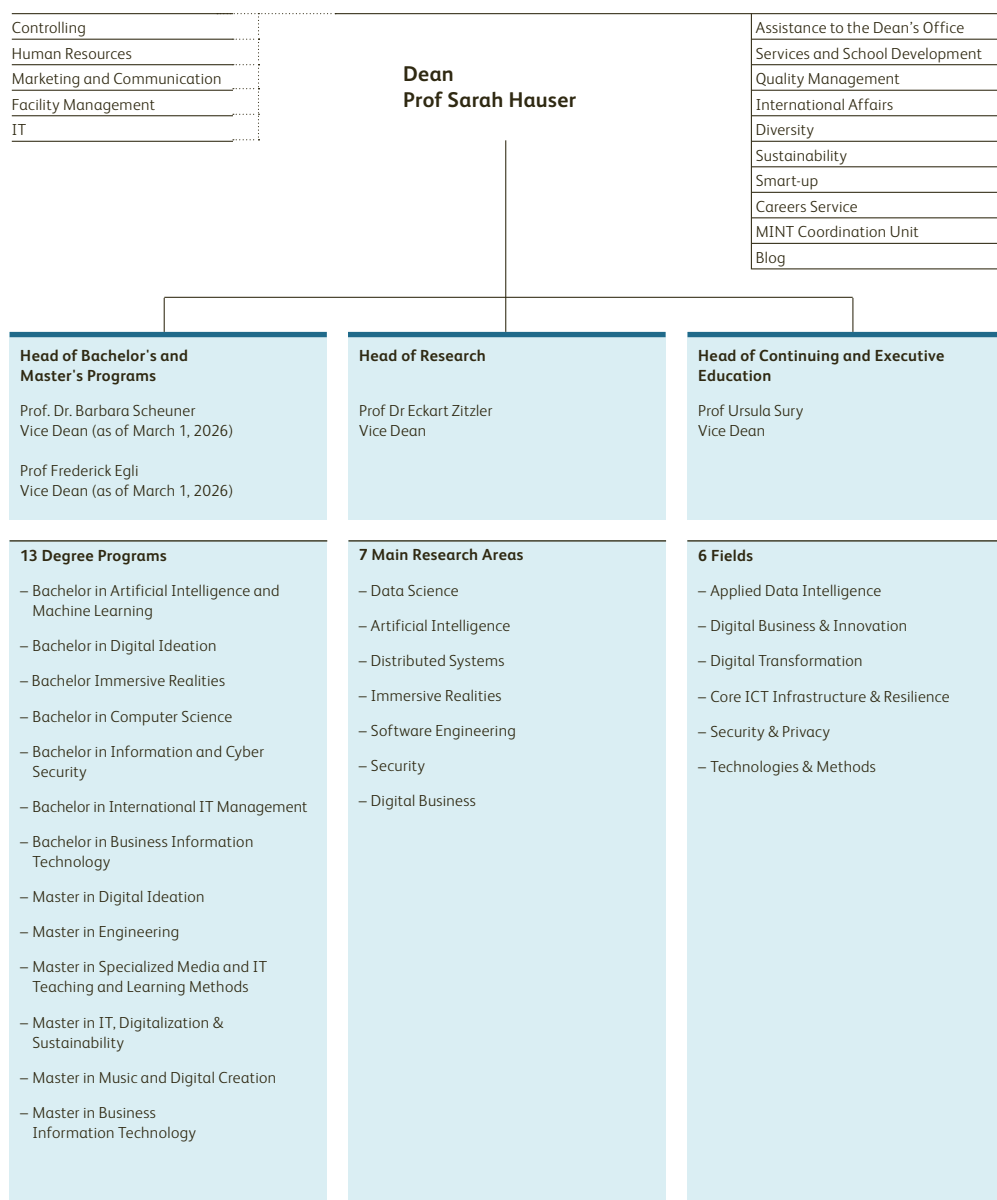 Controlling
Human Resources
Marketing and Communication
Facility Management
IT
Dean
Prof Sarah Hauser
Assistance to the Dean’s Office
Services and School Development
Quality Management
International Affairs
Diversity
Sustainability
Smart-up
Careers Service
MINT Coordination Unit
Blog
Head of Bachelor's and
Master's Programs
Prof. Dr. Barbara Scheuner
Vice Dean (as of March 1, 2026)
Prof Frederick Egli
Vice Dean (as of March 1, 2026)
Head of Research
Prof Dr Eckart Zitzler
Vice Dean
Head of Continuing and Executive
Education
Prof Ursula Sury
Vice Dean
13 Degree Programs
– Bachelor in Artificial Intelligence and
Machine Learning
– Bachelor in Digital Ideation
– Bachelor Immersive Realities
– Bachelor in Computer Science
– Bachelor in Information and Cyber
Security
– Bachelor in International IT Management
– Bachelor in Business Information
Technology
– Master in Digital Ideation
– Master in Engineering
– Master in Specialized Media and IT
Teaching and Learning Methods
– Master in IT, Digitalization &
Sustainability
– Master in Music and Digital Creation
– Master in Business
Information Technology
7 Main Research Areas
– Data Science
– Artificial Intelligence
– Distributed Systems
– Immersive Realities
– Software Engineering
– Security
– Digital Business
6 Fields
– Applied Data Intelligence
– Digital Business & Innovation
– Digital Transformation
– Core ICT Infrastructure & Resilience
– Security & Privacy
– Technologies & Methods